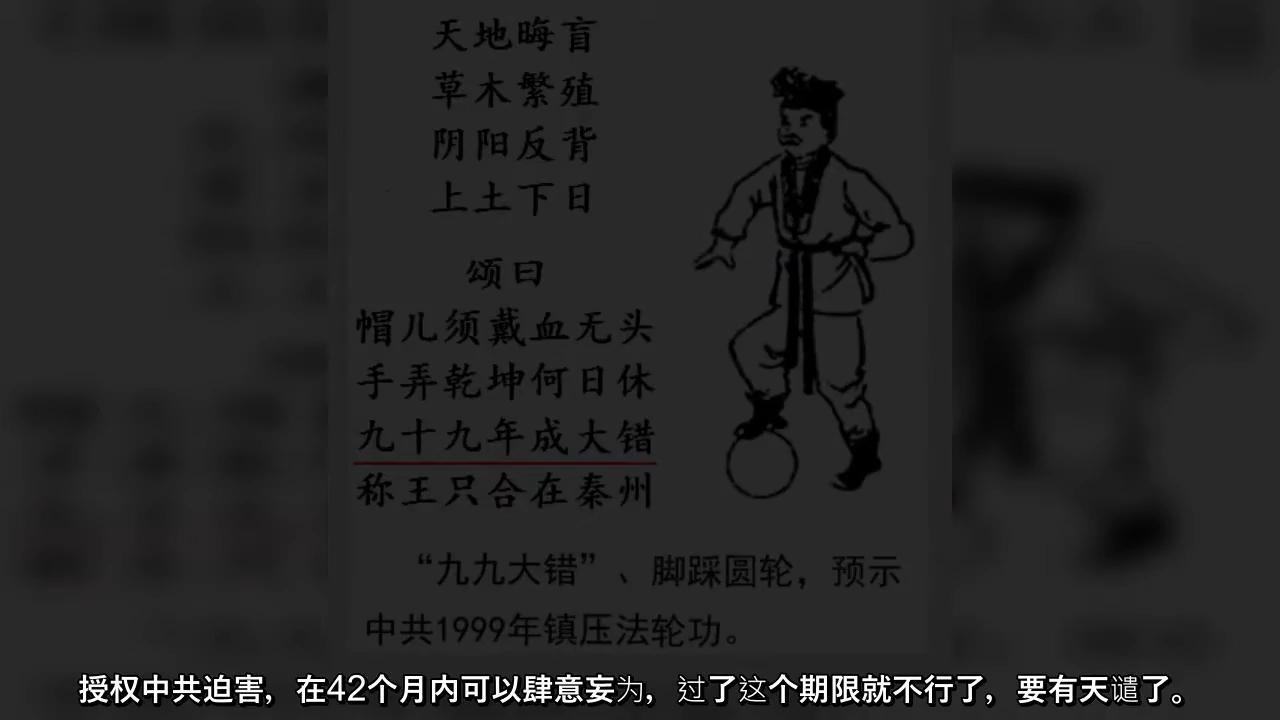 天地晦盲
草木繁殖
阴阳反背
上土下日
颂曰
帽儿须戴血无头
手弄乾坤何日休
九十九年成大错
称王只合在秦州
“九九大错”、脚踩圆轮，预示
中共1999年镇压法轮功。
授权中共迫害，在42个月内可以肆意妄为，过了这个期限就不行了，要有天谴了。